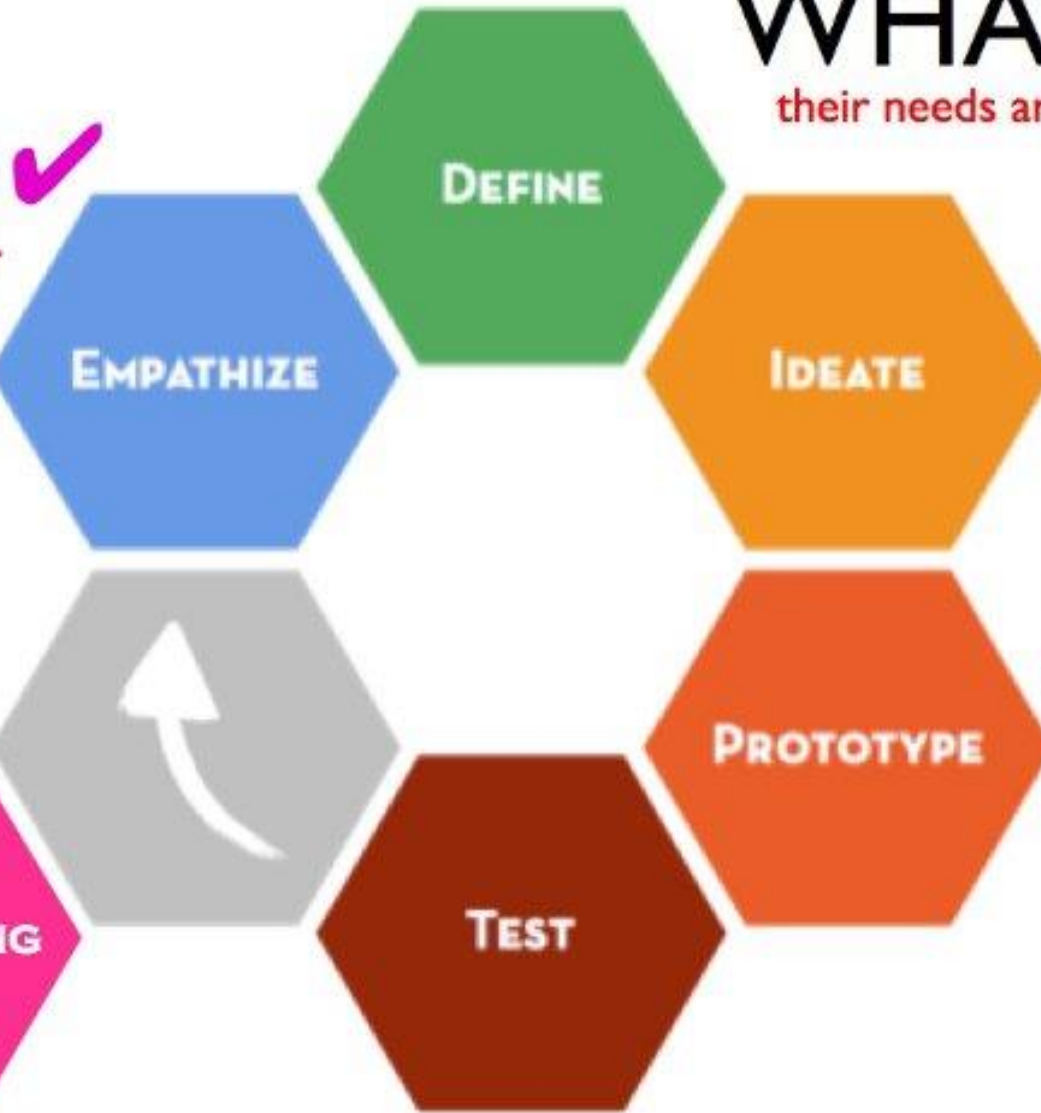 WHA
their needs ar
DEFINE
EMPATHIZE
IDEATE
PROTOTYPE
TEST
IG